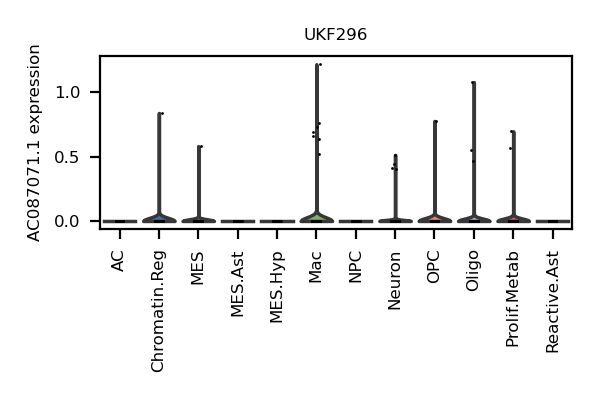 UKF296
AC087071.1 expression
1.0
0.5
0.0
AC
Chromatin.Reg
MES
MES.Ast
MES.Hyp
Mac
NPC
Neuron
OPC
Oligo
Prolif.Metab
Reactive.Ast